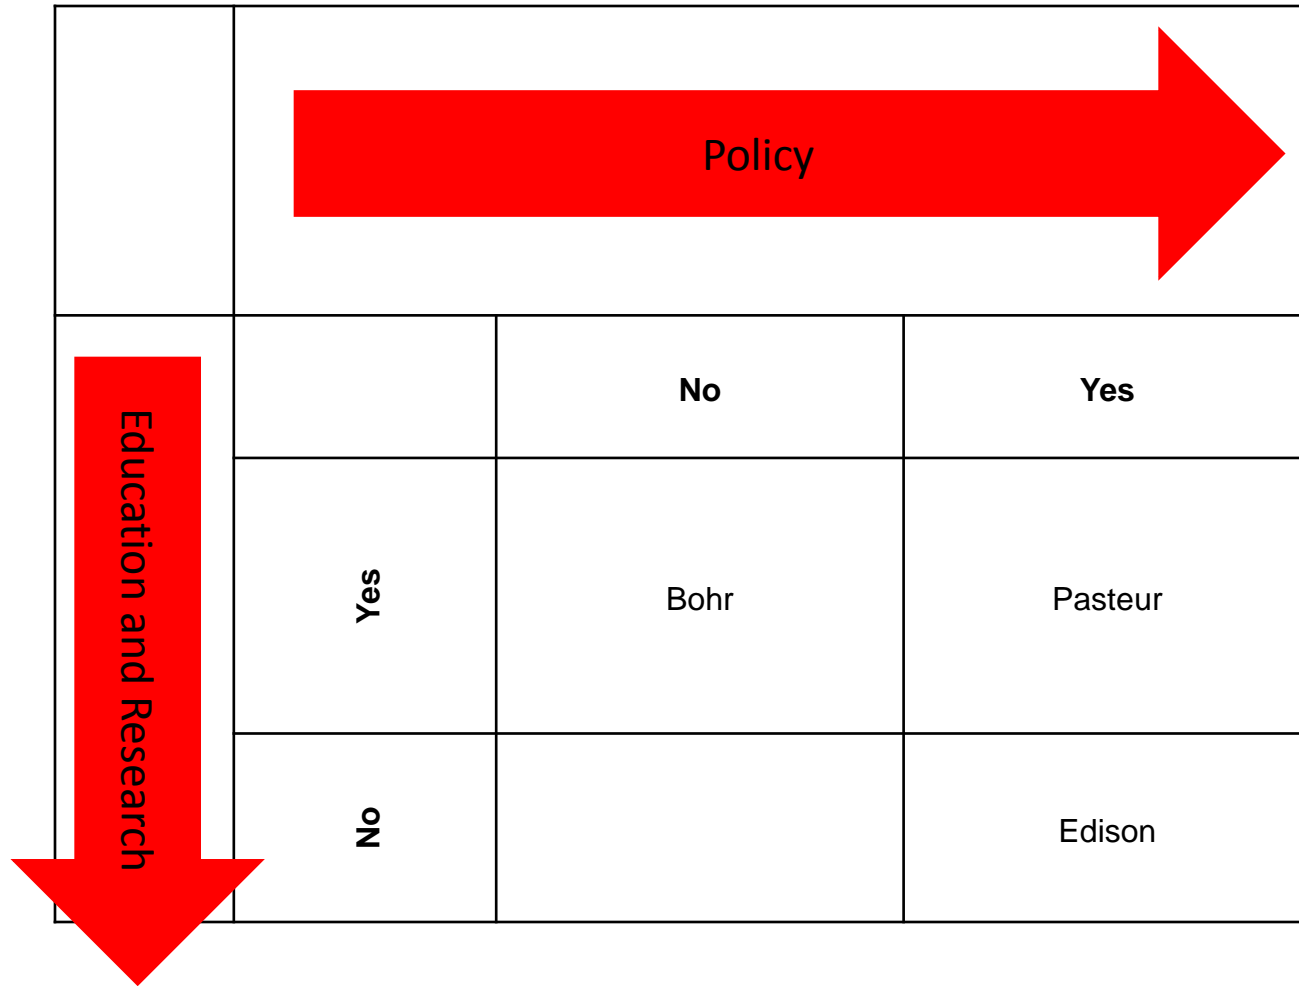 Policy
No
Yes
Education and Research
Yes
Bohr
Pasteur
No
Edison